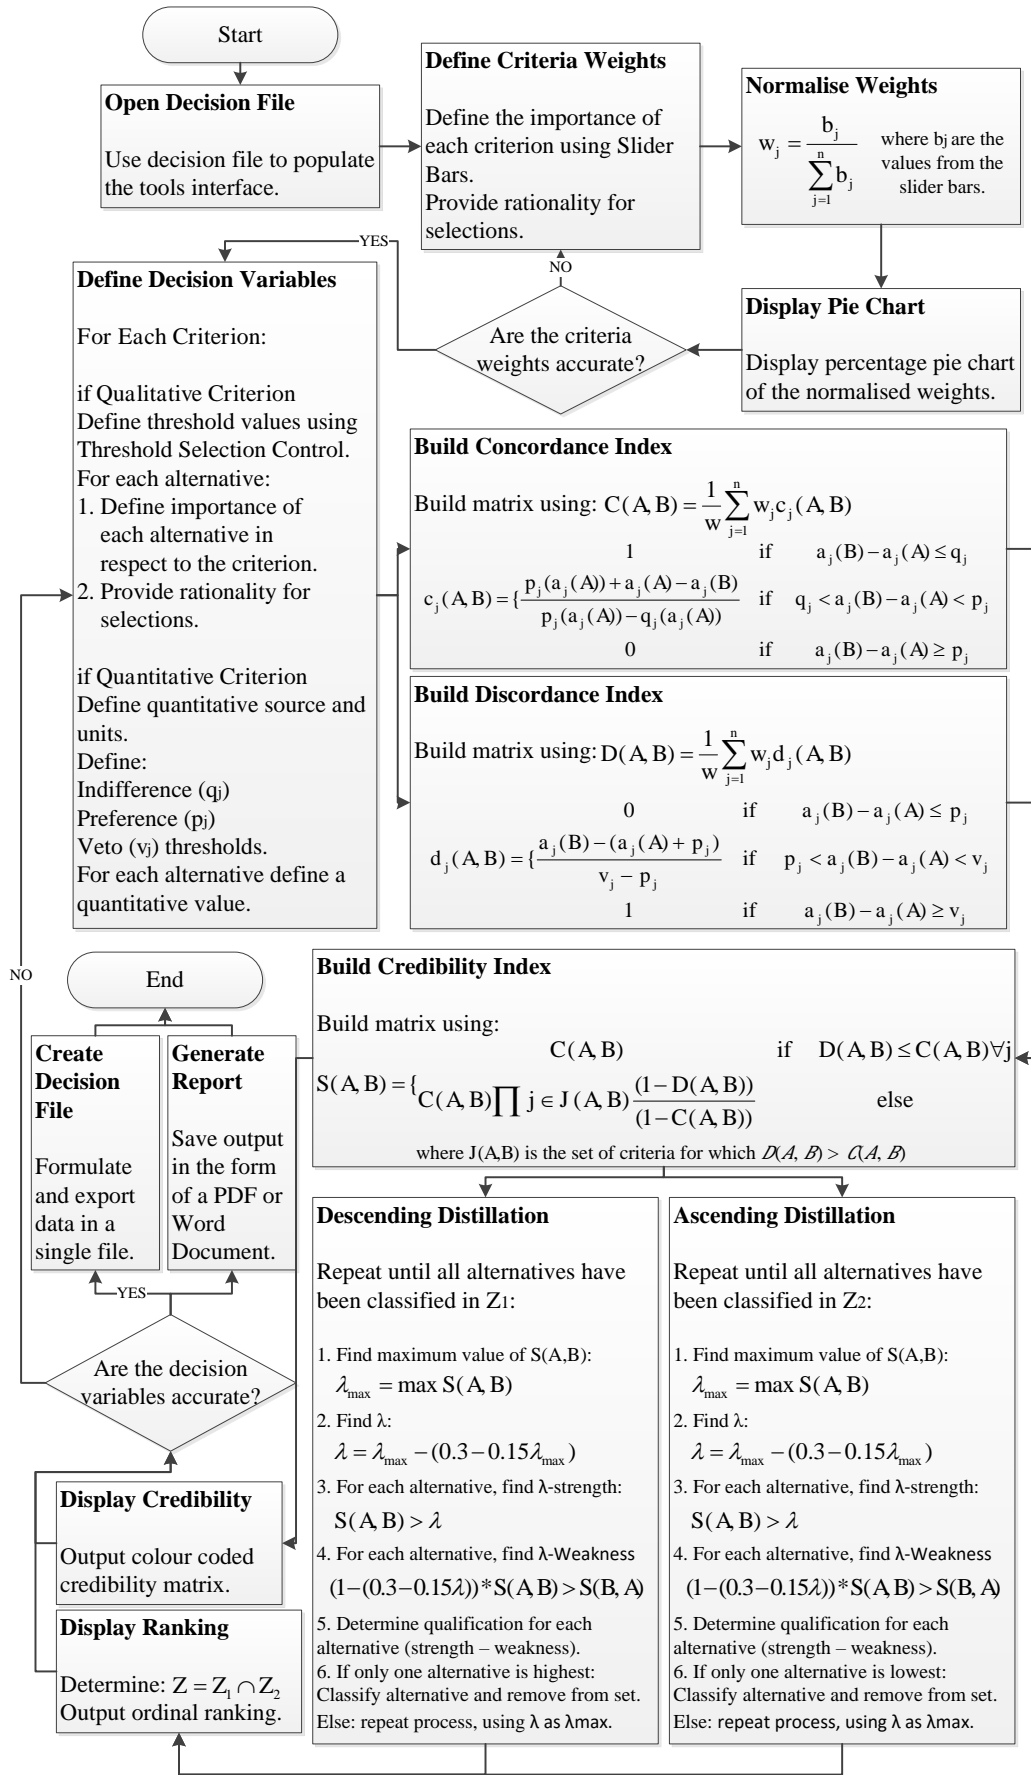 Start
Open Decision File
Use decision file to populate
the tools interface.
Define Criteria Weights
Define the importance of
each criterion using Slider
Bars.
Provide rationality for
selections.
Normalise Weights
w_j = b_j / ∑_{j=1}^{n} b_j
where bj are the
values from the
slider bars.
Display Pie Chart
Display percentage pie chart
of the normalised weights.
Are the criteria
weights accurate?
NO
YES
Define Decision Variables
For Each Criterion:
if Qualitative Criterion
Define threshold values using
Threshold Selection Control.
For each alternative:
1. Define importance of
each alternative in
respect to the criterion.
2. Provide rationality for
selections.
if Quantitative Criterion
Define quantitative source and
units.
Define:
Indifference (qj)
Preference (pj)
Veto (vj) thresholds.
For each alternative define a
quantitative value.
Build Concordance Index
Build matrix using: C(A,B) = 1/w ∑_{j=1}^{n} w_j c_j(A,B)
1 if a_j(B) − a_j(A) ≤ q_j
c_j(A,B) = { (p_j(a_j(A)) + a_j(A) − a_j(B)) / (p_j(a_j(A)) − q_j(a_j(A))) if q_j < a_j(B) − a_j(A) < p_j
0 if a_j(B) − a_j(A) ≥ p_j
Build Discordance Index
Build matrix using: D(A,B) = 1/w ∑_{j=1}^{n} w_j d_j(A,B)
0 if a_j(B) − a_j(A) ≤ p_j
d_j(A,B) = { (a_j(B) − (a_j(A) + p_j)) / (v_j − p_j) if p_j < a_j(B) − a_j(A) < v_j
1 if a_j(B) − a_j(A) ≥ v_j
Build Credibility Index
Build matrix using:
C(A,B) if D(A,B) ≤ C(A,B)∀j
S(A,B) = { C(A,B)∏ j ∈ J(A,B) (1−D(A,B)) / (1−C(A,B)) else
where J(A,B) is the set of criteria for which D(A, B) > C(A, B)
Descending Distillation
Repeat until all alternatives have
been classified in Z1:
1. Find maximum value of S(A,B):
λ_max = max S(A,B)
2. Find λ:
λ = λ_max − (0.3 − 0.15λ_max)
3. For each alternative, find λ-strength:
S(A,B) > λ
4. For each alternative, find λ-Weakness
(1−(0.3−0.15λ))*S(A,B) > S(B,A)
5. Determine qualification for each
alternative (strength – weakness).
6. If only one alternative is highest:
Classify alternative and remove from set.
Else: repeat process, using λ as λmax.
Ascending Distillation
Repeat until all alternatives have
been classified in Z2:
1. Find maximum value of S(A,B):
λ_max = max S(A,B)
2. Find λ:
λ = λ_max − (0.3 − 0.15λ_max)
3. For each alternative, find λ-strength:
S(A,B) > λ
4. For each alternative, find λ-Weakness
(1−(0.3−0.15λ))*S(A,B) > S(B,A)
5. Determine qualification for each
alternative (strength – weakness).
6. If only one alternative is lowest:
Classify alternative and remove from set.
Else: repeat process, using λ as λmax.
Display Ranking
Determine: Z = Z_1 ∩ Z_2
Output ordinal ranking.
Display Credibility
Output colour coded
credibility matrix.
Are the decision
variables accurate?
NO
YES
Create
Decision
File
Formulate
and export
data in a
single file.
Generate
Report
Save output
in the form
of a PDF or
Word
Document.
End